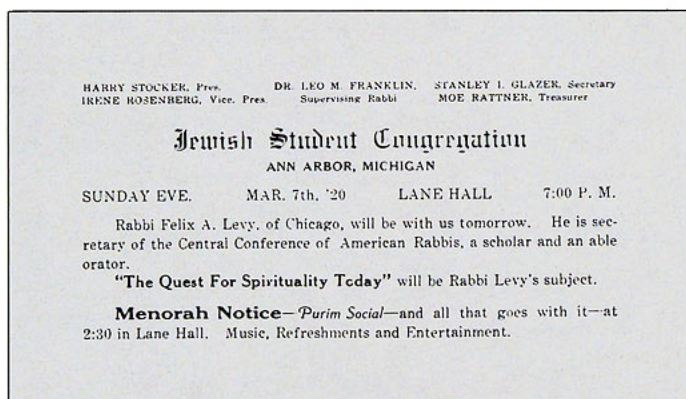 HARRY STOCKER, Pres. DR. LEO M. FRANKLIN, STANLEY I. GLAZER, Secretary
IRENE ROSENBERG, Vice. Pres. Supervising Rabbi MOE RATTNER, Treasurer
Jewish Student Congregation
ANN ARBOR, MICHIGAN
SUNDAY EVE. MAR. 7th, '20 LANE HALL 7:00 P. M.
Rabbi Felix A. Levy, of Chicago, will be with us tomorrow. He is sec-
retary of the Central Conference of American Rabbis, a scholar and an able
orator.
"The Quest For Spirituality Today" will be Rabbi Levy's subject.
Menorah Notice—Purim Social—and all that goes with it—at
2:30 in Lane Hall. Music, Refreshments and Entertainment.